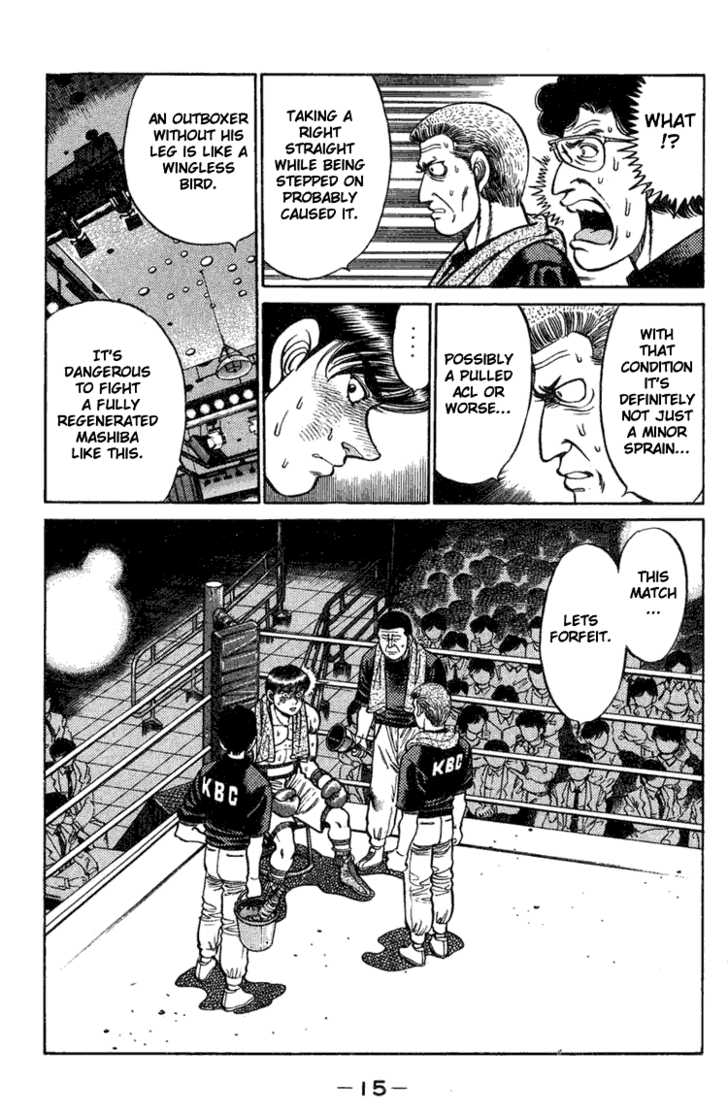 WHAT
!?
TAKING A
RIGHT
STRAIGHT
WHILE BEING
STEPPED ON
PROBABLY
CAUSED IT.
AN OUTBOXER
WITHOUT HIS
LEG IS LIKE A
WINGLESS
BIRD.
WITH
THAT
CONDITION
IT'S
DEFINITELY
NOT JUST
A MINOR
SPRAIN...
POSSIBLY
A PULLED
ACL OR
WORSE...
...
IT'S
DANGEROUS
TO FIGHT
A FULLY
REGENERATED
MASHIBA
LIKE THIS.
THIS
MATCH
...
LETS
FORFEIT.
KBG
KBG
—15—